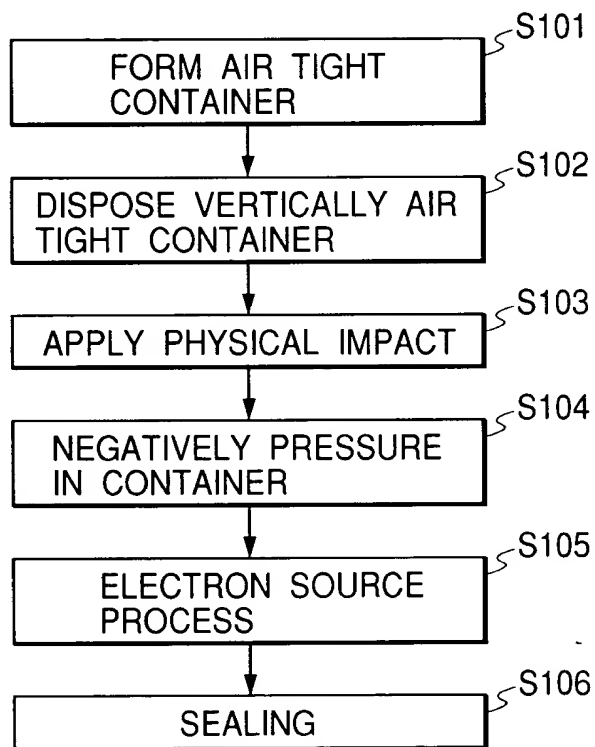 S101
FORM AIR TIGHT
CONTAINER
S102
DISPOSE VERTICALLY AIR
TIGHT CONTAINER
S103
APPLY PHYSICAL IMPACT
S104
NEGATIVELY PRESSURE
IN CONTAINER
S105
ELECTRON SOURCE
PROCESS
S106
SEALING